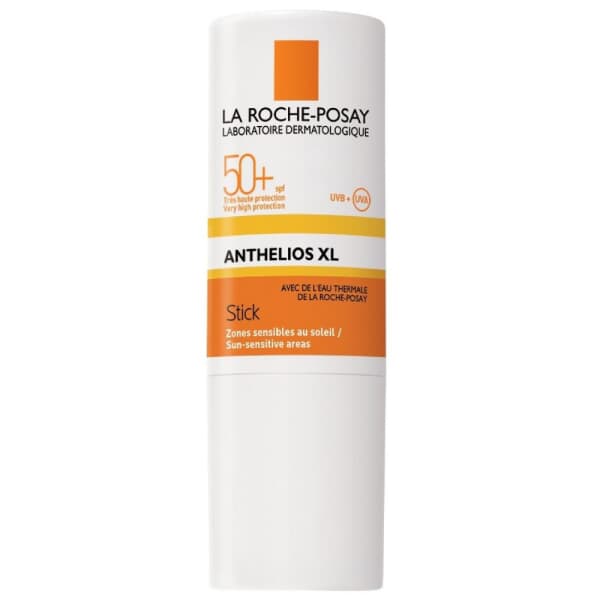 LA ROCHE-POSAY
LABORATOIRE DERMATOLOGIQUE
50+ spf
Très haute protection
Very high protection
UVB + UVA
ANTHELIOS XL
AVEC DE L'EAU THERMALE
DE LA ROCHE-POSAY
Stick
Zones sensibles au soleil /
Sun-sensitive areas